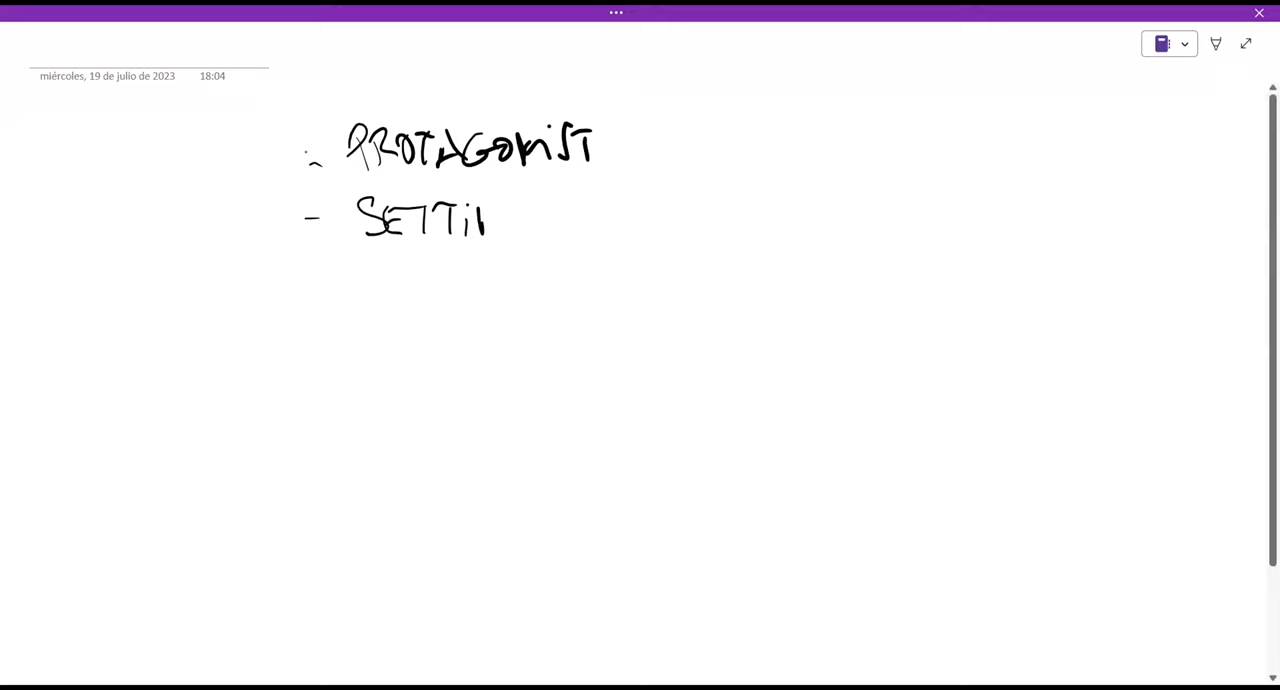 miércoles, 19 de julio de 2023 18:04
- PROTAGONIST
- SETTI